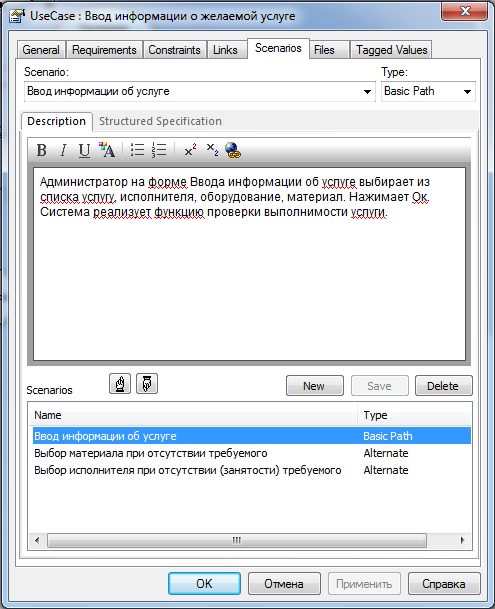 UseCase : Ввод информации о желаемой услуге
General Requirements Constraints Links Scenarios Files Tagged Values
Scenario: Type:
Ввод информации об услуге Basic Path
Description Structured Specification
B I U A x² x₂
Администратор на форме Ввода информации об услуге выбирает из
списка услугу, исполнителя, оборудование, материал. Нажимает Ок.
Система реализует функцию проверки выполнимости услуги.
Scenarios New Save Delete
Name Type
Ввод информации об услуге Basic Path
Выбор материала при отсутствии требуемого Alternate
Выбор исполнителя при отсутствии (занятости) требуемого Alternate
OK Отмена Применить Справка